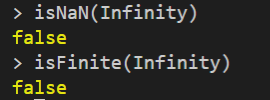 > isNaN(Infinity)
false
> isFinite(Infinity)
false